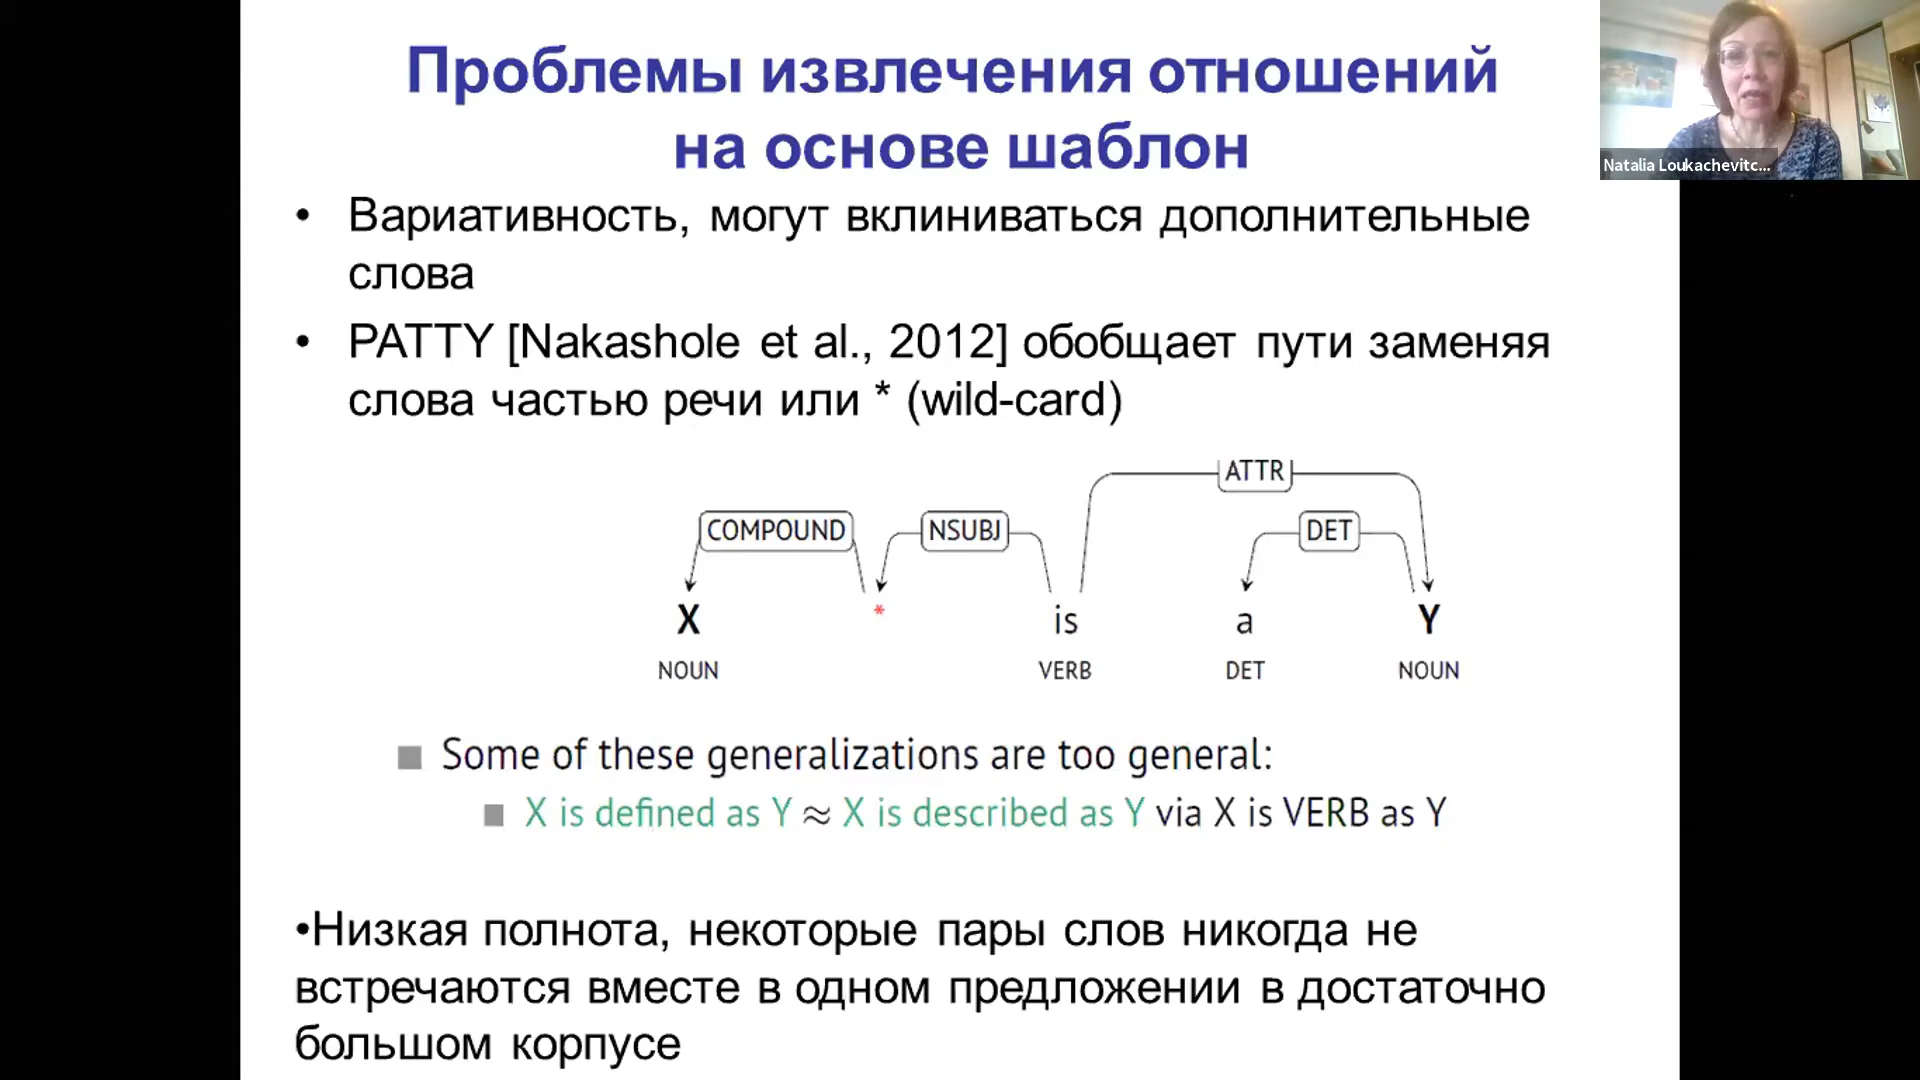 Проблемы извлечения отношений
на основе шаблон
Natalia Loukachevitc...
• Вариативность, могут вклиниваться дополнительные
слова
• PATTY [Nakashole et al., 2012] обобщает пути заменяя
слова частью речи или * (wild-card)
ATTR
COMPOUND NSUBJ DET
X * is a Y
NOUN VERB DET NOUN
Some of these generalizations are too general:
X is defined as Y ≈ X is described as Y via X is VERB as Y
•Низкая полнота, некоторые пары слов никогда не
встречаются вместе в одном предложении в достаточно
большом корпусе